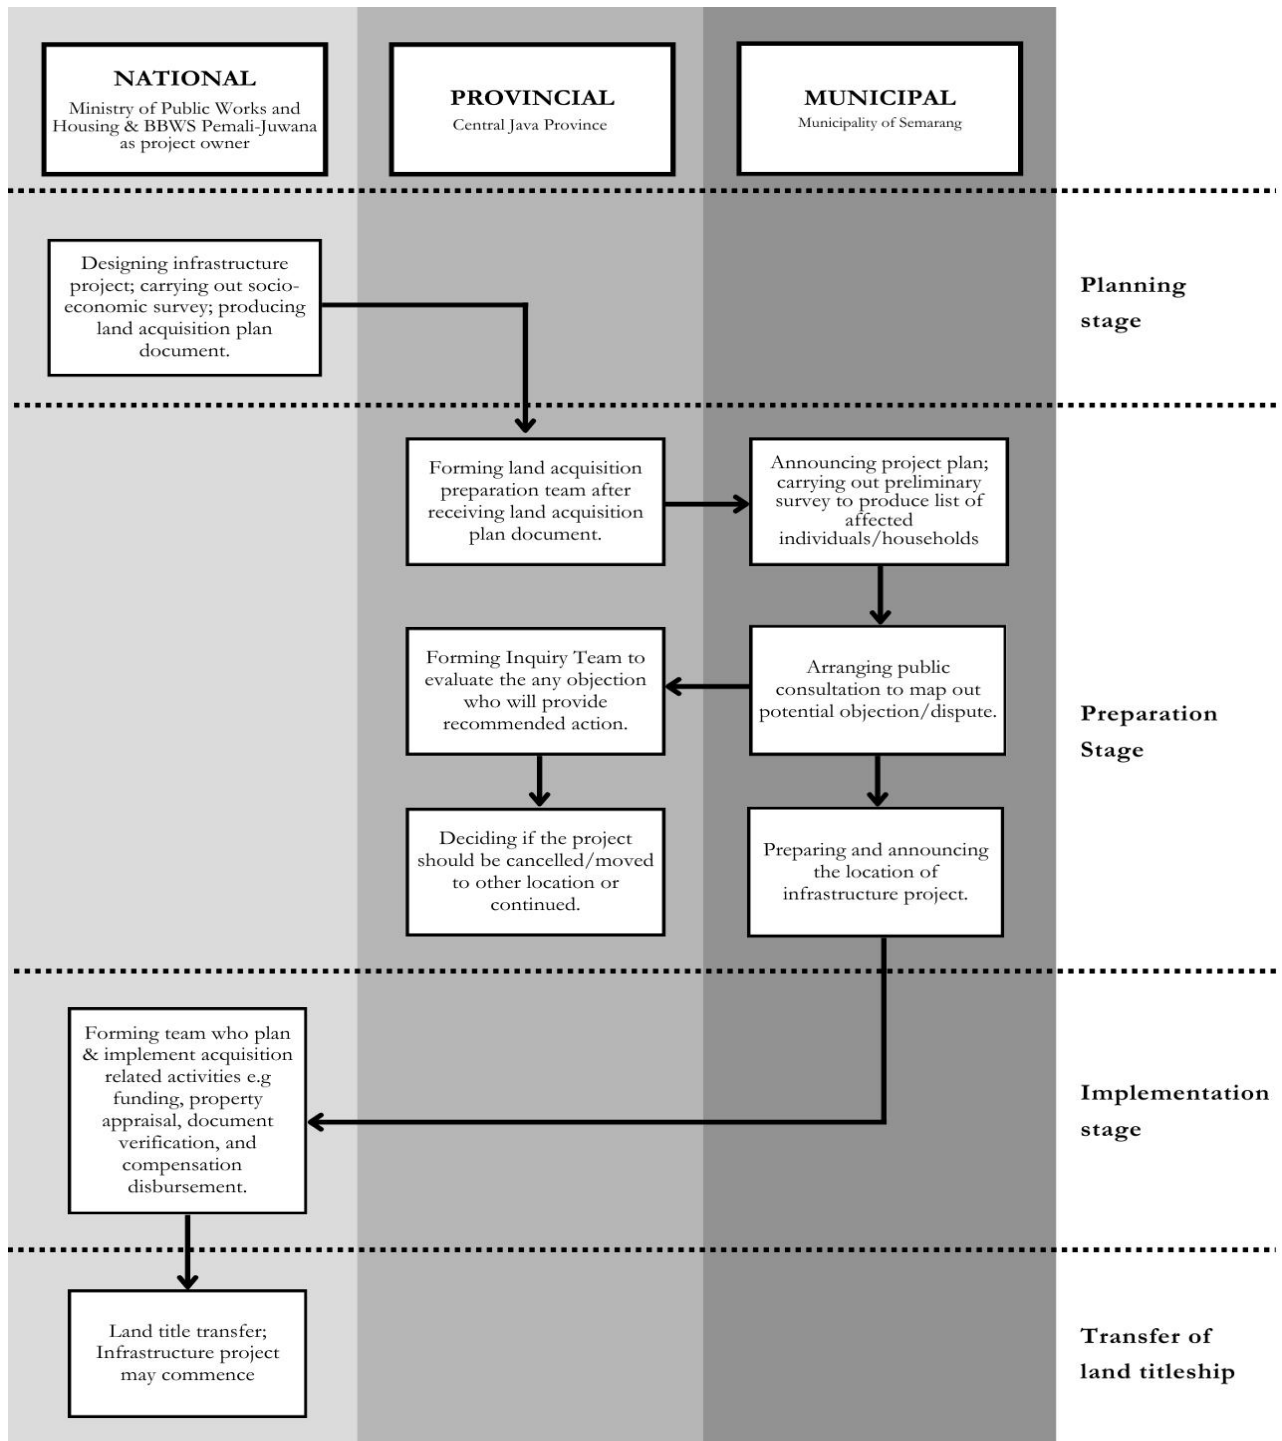 NATIONAL
Ministry of Public Works and
Housing & BBWS Pemali-Juwana
as project owner
PROVINCIAL
Central Java Province
MUNICIPAL
Municipality of Semarang
Designing infrastructure
project; carrying out socio-
economic survey; producing
land acquisition plan
document.
Planning
stage
Forming land acquisition
preparation team after
receiving land acquisition
plan document.
Announcing project plan;
carrying out preliminary
survey to produce list of
affected
individuals/households
Forming Inquiry Team to
evaluate the any objection
who will provide
recommended action.
Arranging public
consultation to map out
potential objection/dispute.
Preparation
Stage
Deciding if the project
should be cancelled/moved
to other location or
continued.
Preparing and announcing
the location of
infrastructure project.
Forming team who plan
& implement acquisition
related activities e.g
funding, property
appraisal, document
verification, and
compensation
disbursement.
Implementation
stage
Land title transfer;
Infrastructure project
may commence
Transfer of
land titleship